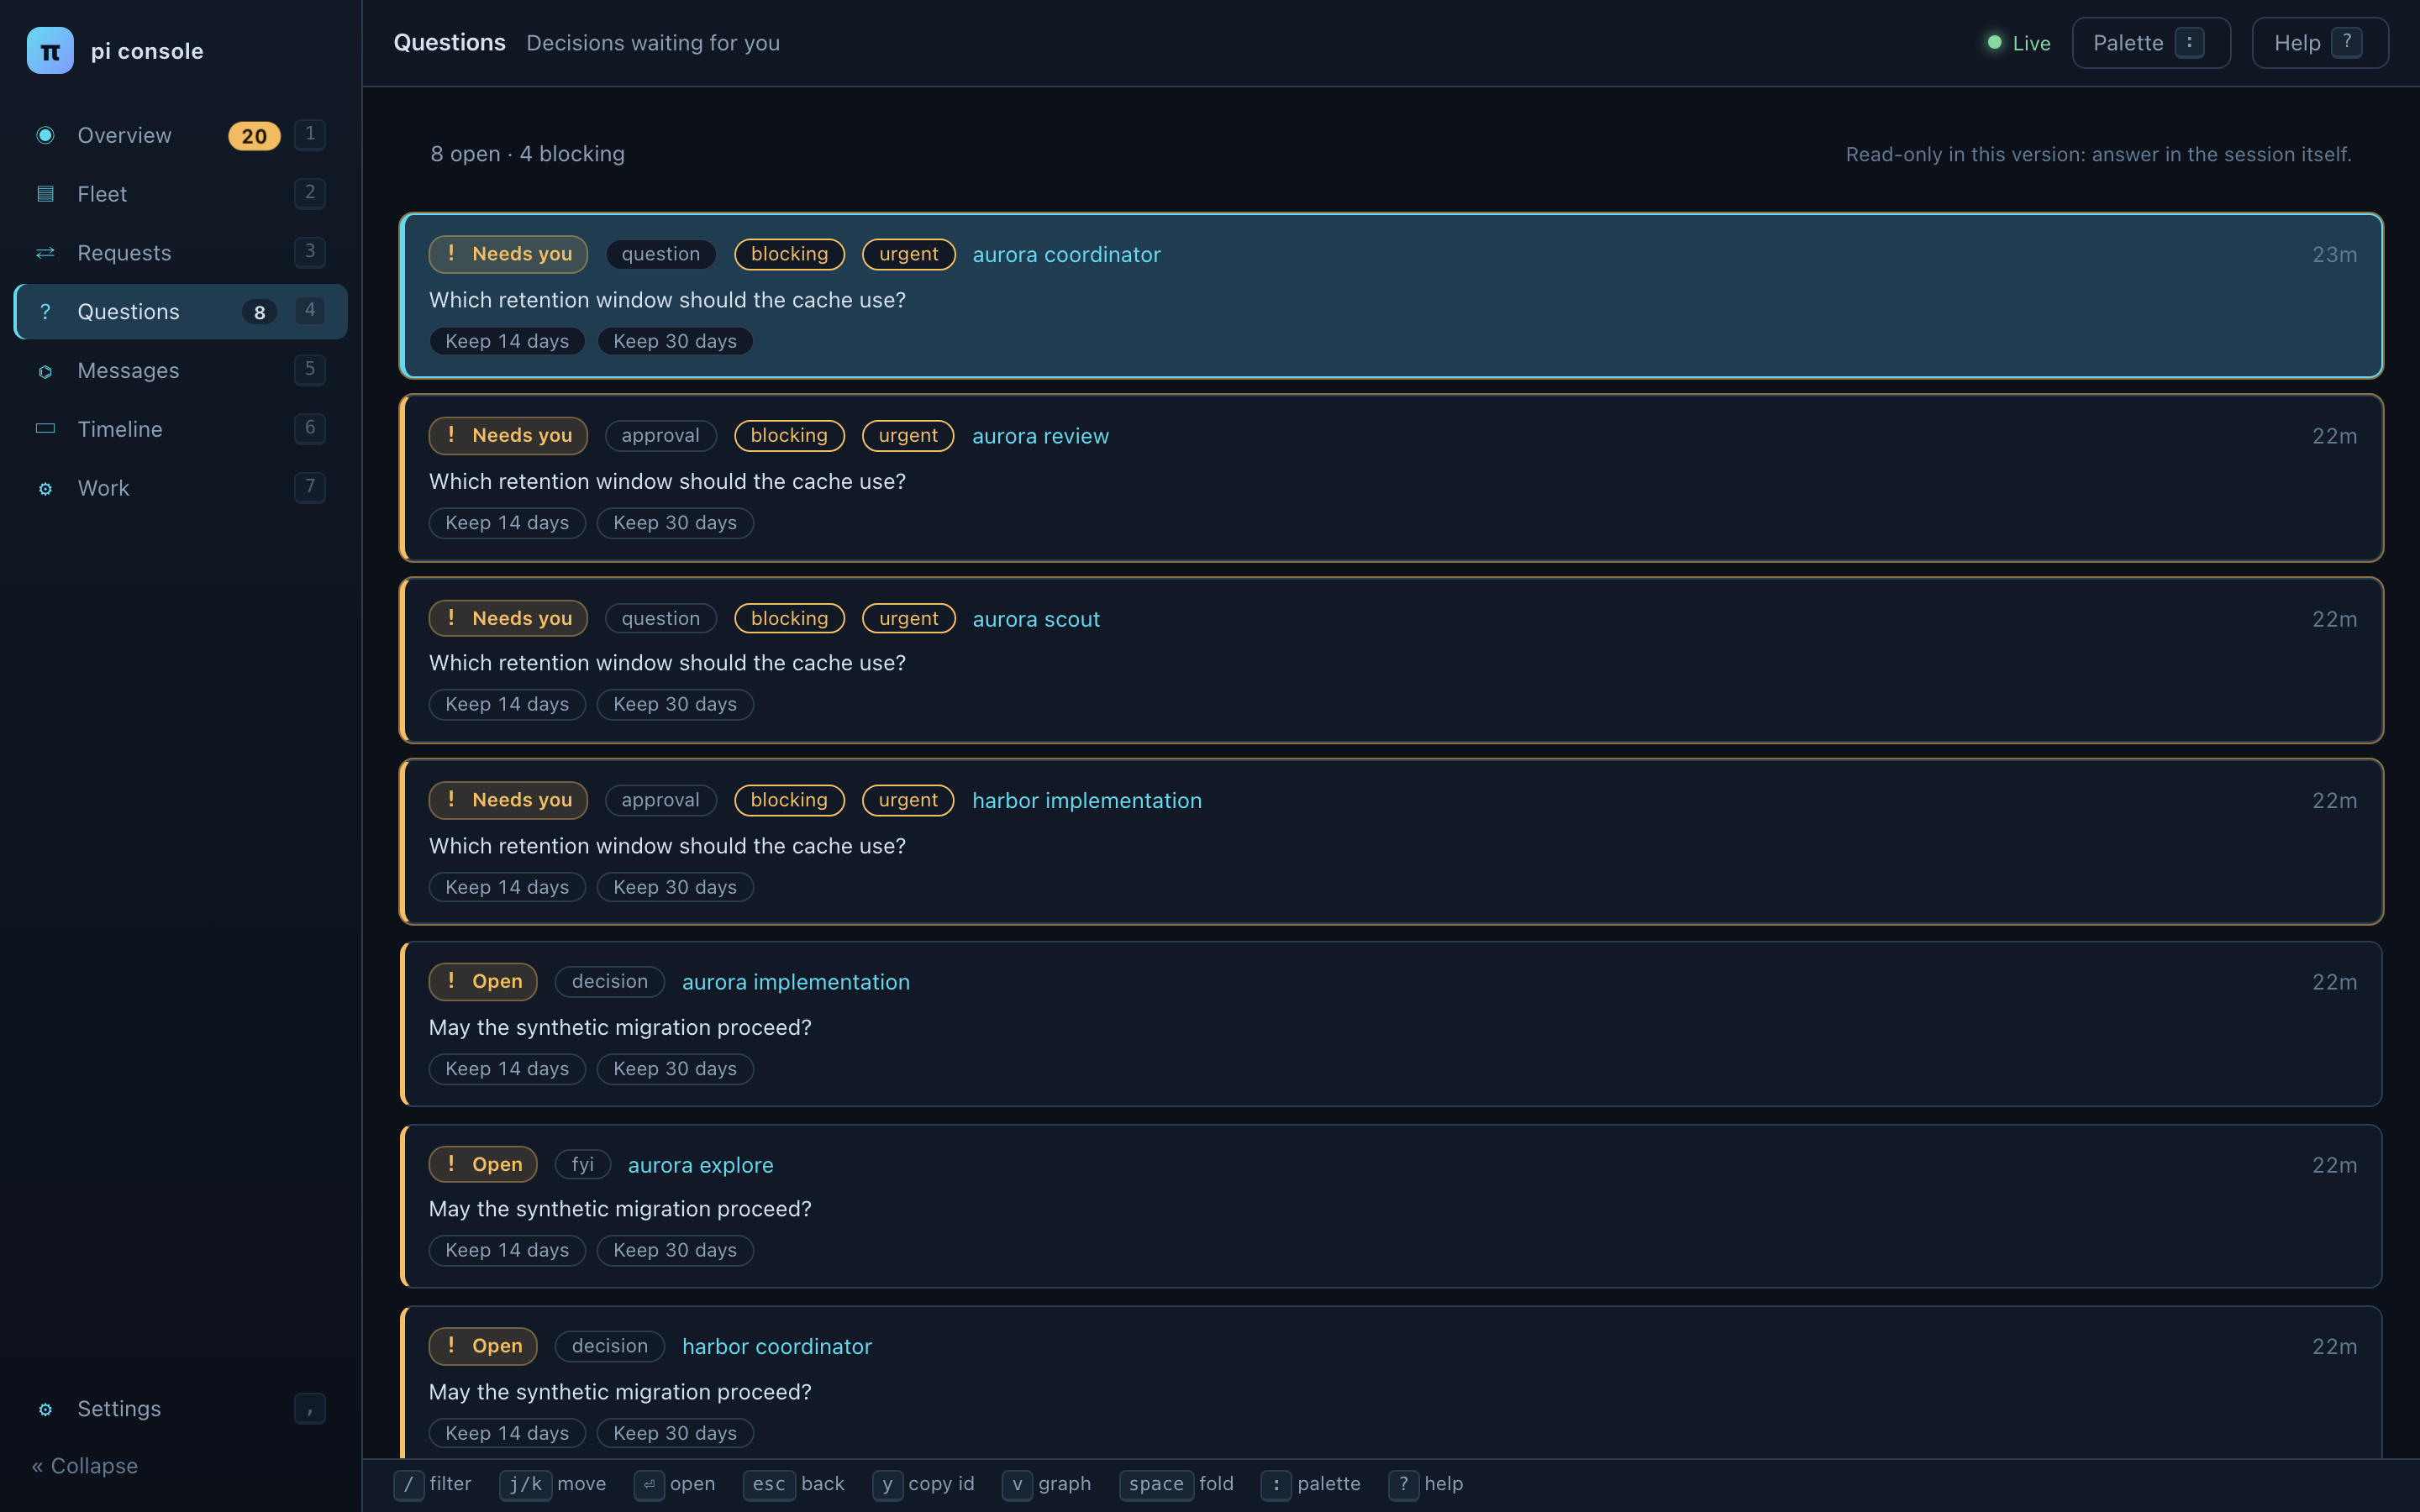 π pi console
Overview 20 1
Fleet 2
Requests 3
? Questions 8 4
Messages 5
Timeline 6
Work 7
Settings ,
« Collapse
Questions Decisions waiting for you
Live Palette : Help ?
8 open · 4 blocking
Read-only in this version: answer in the session itself.
! Needs you question blocking urgent aurora coordinator 23m
Which retention window should the cache use?
Keep 14 days Keep 30 days
! Needs you approval blocking urgent aurora review 22m
Which retention window should the cache use?
Keep 14 days Keep 30 days
! Needs you question blocking urgent aurora scout 22m
Which retention window should the cache use?
Keep 14 days Keep 30 days
! Needs you approval blocking urgent harbor implementation 22m
Which retention window should the cache use?
Keep 14 days Keep 30 days
! Open decision aurora implementation 22m
May the synthetic migration proceed?
Keep 14 days Keep 30 days
! Open fyi aurora explore 22m
May the synthetic migration proceed?
Keep 14 days Keep 30 days
! Open decision harbor coordinator 22m
May the synthetic migration proceed?
Keep 14 days Keep 30 days
/ filter j/k move ⏎ open esc back y copy id v graph space fold : palette ? help